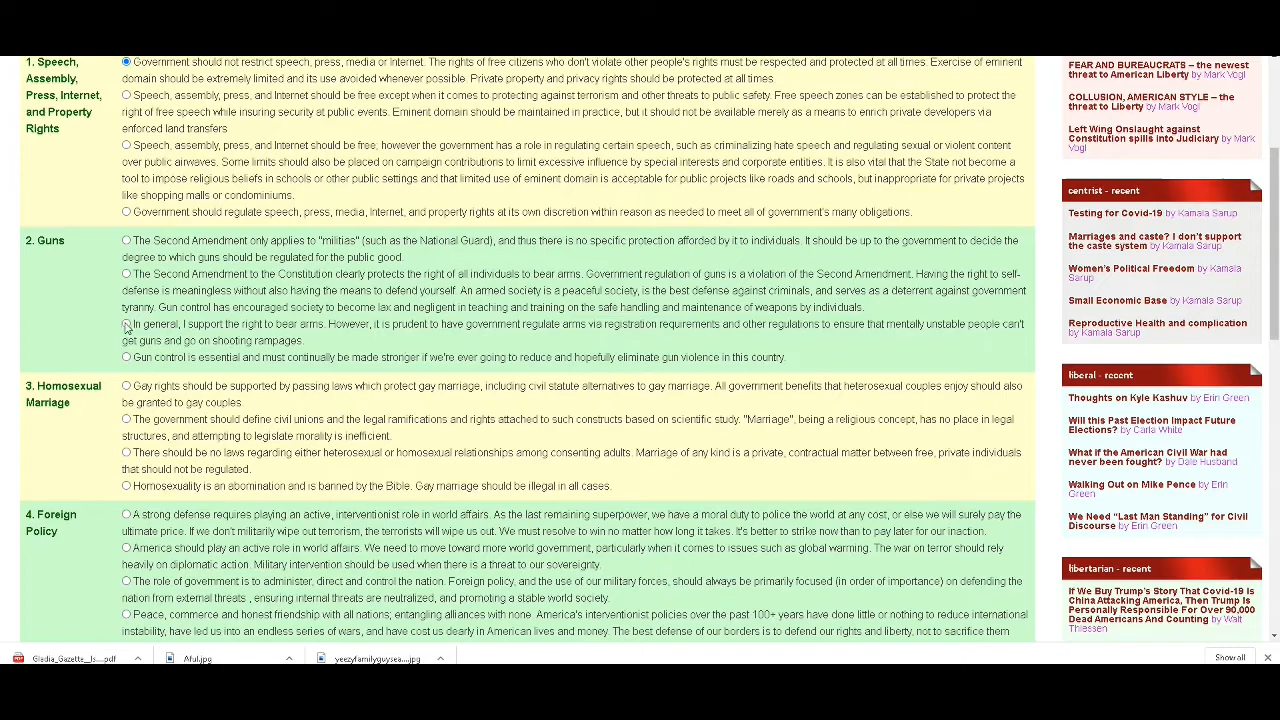 1. Speech,
Assembly,
Press, Internet,
and Property
Rights
Government should not restrict speech, press, media or Internet. The rights of free citizens who don't violate other people's rights must be respected and protected at all times. Exercise of eminent
domain should be extremely limited and its use avoided whenever possible. Private property and privacy rights should be protected at all times.
Speech, assembly, press, and Internet should be free except when it comes to protecting against terrorism and other threats to public safety. Free speech zones can be established to protect the
right of free speech while insuring security at public events. Eminent domain should be maintained in practice, but it should not be available merely as a means to enrich private developers via
enforced land transfers
Speech, assembly, press, and Internet should be free, however the government has a role in regulating certain speech, such as criminalizing hate speech and regulating sexual or violent content
over public airwaves. Some limits should also be placed on campaign contributions to limit excessive influence by special interests and corporate entities. It is also vital that the State not become a
tool to impose religious beliefs in schools or other public settings and that limited use of eminent domain is acceptable for public projects like roads and schools, but inappropriate for private projects
like shopping malls or condominiums.
Government should regulate speech, press, media, Internet, and property rights at its own discretion within reason as needed to meet all of government's many obligations.
2. Guns
The Second Amendment only applies to "militias" (such as the National Guard), and thus there is no specific protection afforded by it to individuals. It should be up to the government to decide the
degree to which guns should be regulated for the public good.
The Second Amendment to the Constitution clearly protects the right of all individuals to bear arms. Government regulation of guns is a violation of the Second Amendment. Having the right to self-
defense is meaningless without also having the means to defend yourself. An armed society is a peaceful society, is the best defense against criminals, and serves as a deterrent against government
tyranny. Gun control has encouraged society to become lax and negligent in teaching and training on the safe handling and maintenance of weapons by individuals.
In general, I support the right to bear arms. However, it is prudent to have government regulate arms via registration requirements and other regulations to ensure that mentally unstable people can't
get guns and go on shooting rampages.
Gun control is essential and must continually be made stronger if we're ever going to reduce and hopefully eliminate gun violence in this country.
3. Homosexual
Marriage
Gay rights should be supported by passing laws which protect gay marriage, including civil statute alternatives to gay marriage. All government benefits that heterosexual couples enjoy should also
be granted to gay couples.
The government should define civil unions and the legal ramifications and rights attached to such constructs based on scientific study. "Marriage", being a religious concept, has no place in legal
structures, and attempting to legislate morality is inefficient.
There should be no laws regarding either heterosexual or homosexual relationships among consenting adults. Marriage of any kind is a private, contractual matter between free, private individuals
that should not be regulated.
Homosexuality is an abomination and is banned by the Bible. Gay marriage should be illegal in all cases.
4. Foreign
Policy
A strong defense requires playing an active, interventionist role in world affairs. As the last remaining superpower, we have a moral duty to police the world at any cost, or else we will surely pay the
ultimate price. If we don't militarily wipe out terrorism, the terrorists will wipe us out. We must resolve to win no matter how long it takes. It's better to strike now than to pay later for our inaction.
America should play an active role in world affairs. We need to move toward more world government, particularly when it comes to issues such as global warming. The war on terror should rely
heavily on diplomatic action. Military intervention should be used when there is a threat to our sovereignty.
The role of government is to administer, direct and control the nation. Foreign policy, and the use of our military forces, should always be primarily focused (in order of importance) on defending the
nation from external threats , ensuring internal threats are neutralized, and promoting a stable world society.
Peace, commerce and honest friendship with all nations; entangling alliances with none. America's interventionist policies over the past 100+ years have done little or nothing to reduce international
instability, have led us into an endless series of wars, and have cost us dearly in American lives and money. The best defense of our borders is to defend our rights and liberty, not to sacrifice them
FEAR AND BUREAUCRATS – the newest
threat to American Liberty by Mark Vogl
COLLUSION, AMERICAN STYLE – the
threat to Liberty by Mark Vogl
Left Wing Onslaught against
Constitution spills into Judiciary by Mark
Vogl
centrist - recent
Testing for Covid-19 by Kamala Sarup
Marriages and caste? I don't support
the caste system by Kamala Sarup
Women's Political Freedom by Kamala
Sarup
Small Economic Base by Kamala Sarup
Reproductive Health and complication
by Kamala Sarup
liberal - recent
Thoughts on Kyle Kashuv by Erin Green
Will this Past Election Impact Future
Elections? by Carla White
What if the American Civil War had
never been fought? by Dale Husband
Walking Out on Mike Pence by Erin
Green
We Need "Last Man Standing" for Civil
Discourse by Erin Green
libertarian - recent
If We Buy Trump's Story That Covid-19 Is
China Attacking America, Then Trump Is
Personally Responsible For Over 90,000
Dead Americans And Counting by Walt
Thiessen
Gladia_Gazette__Is....pdf
Aful.jpg
yeezyfamilyguysea....jpg
Show all